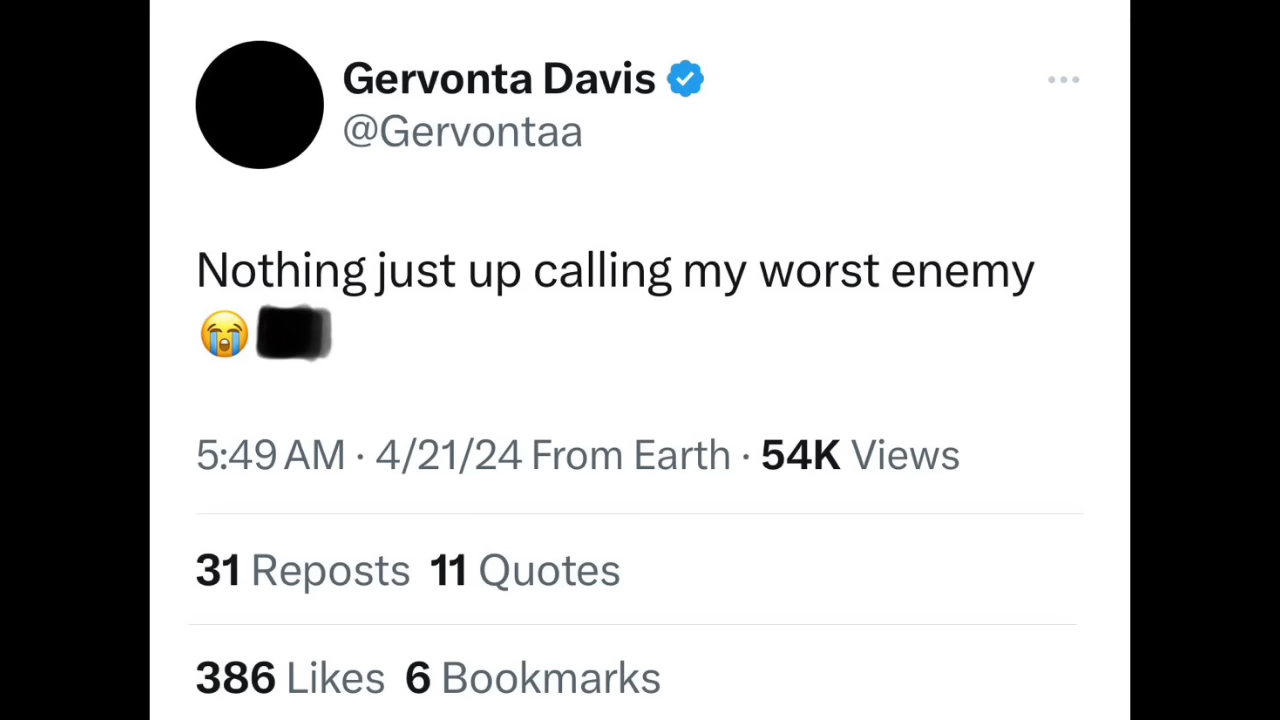 Gervonta Davis
@Gervontaa
Nothing just up calling my worst enemy
😭
5:49 AM · 4/21/24 From Earth · 54K Views
31 Reposts 11 Quotes
386 Likes 6 Bookmarks